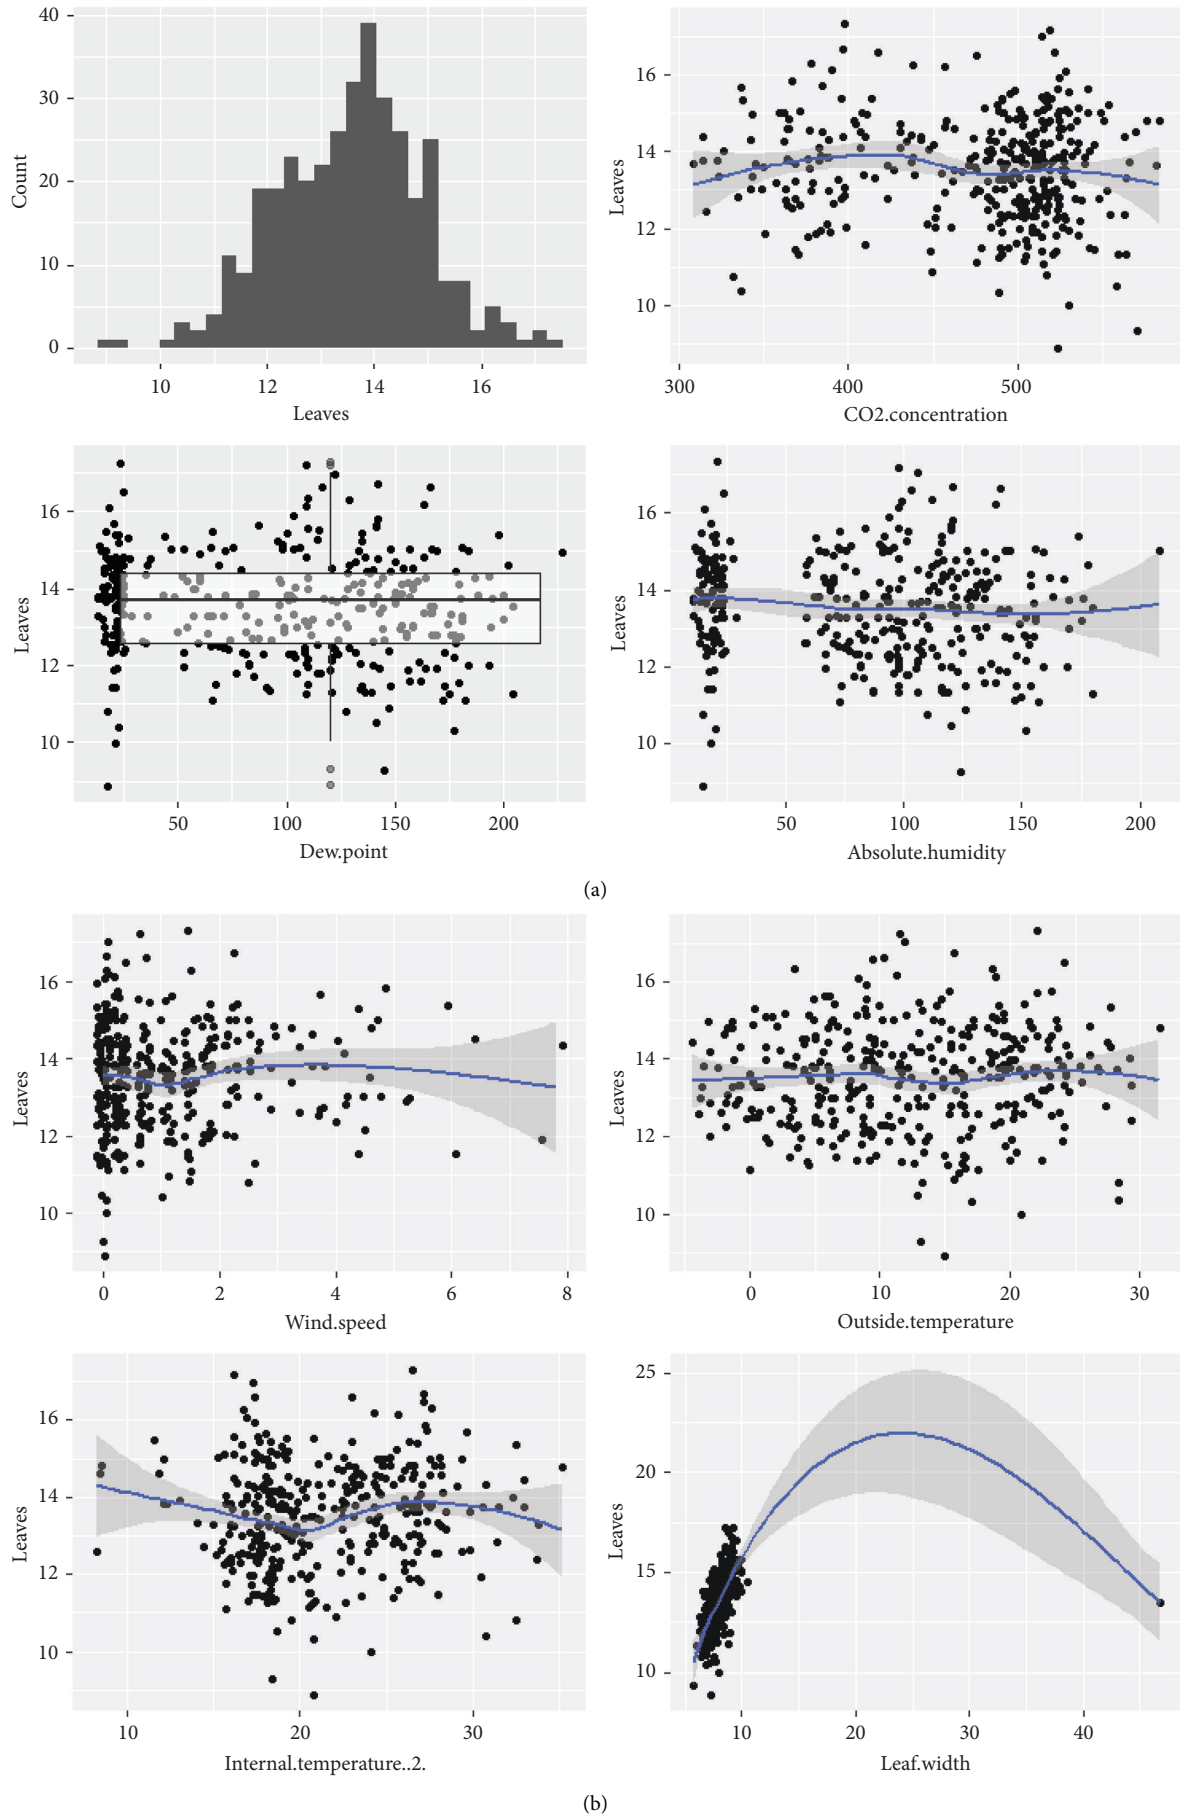 40
30
20
10
0
Count
10 12 14 16
Leaves
16
14
12
10
Leaves
300 400 500
CO2.concentration
16
14
12
10
Leaves
50 100 150 200
Dew.point
16
14
12
10
Leaves
50 100 150 200
Absolute.humidity
(a)
16
14
12
10
Leaves
0 2 4 6 8
Wind.speed
16
14
12
10
Leaves
0 10 20 30
Outside.temperature
16
14
12
10
Leaves
10 20 30
Internal.temperature..2.
25
20
15
10
Leaves
10 20 30 40
Leaf.width
(b)